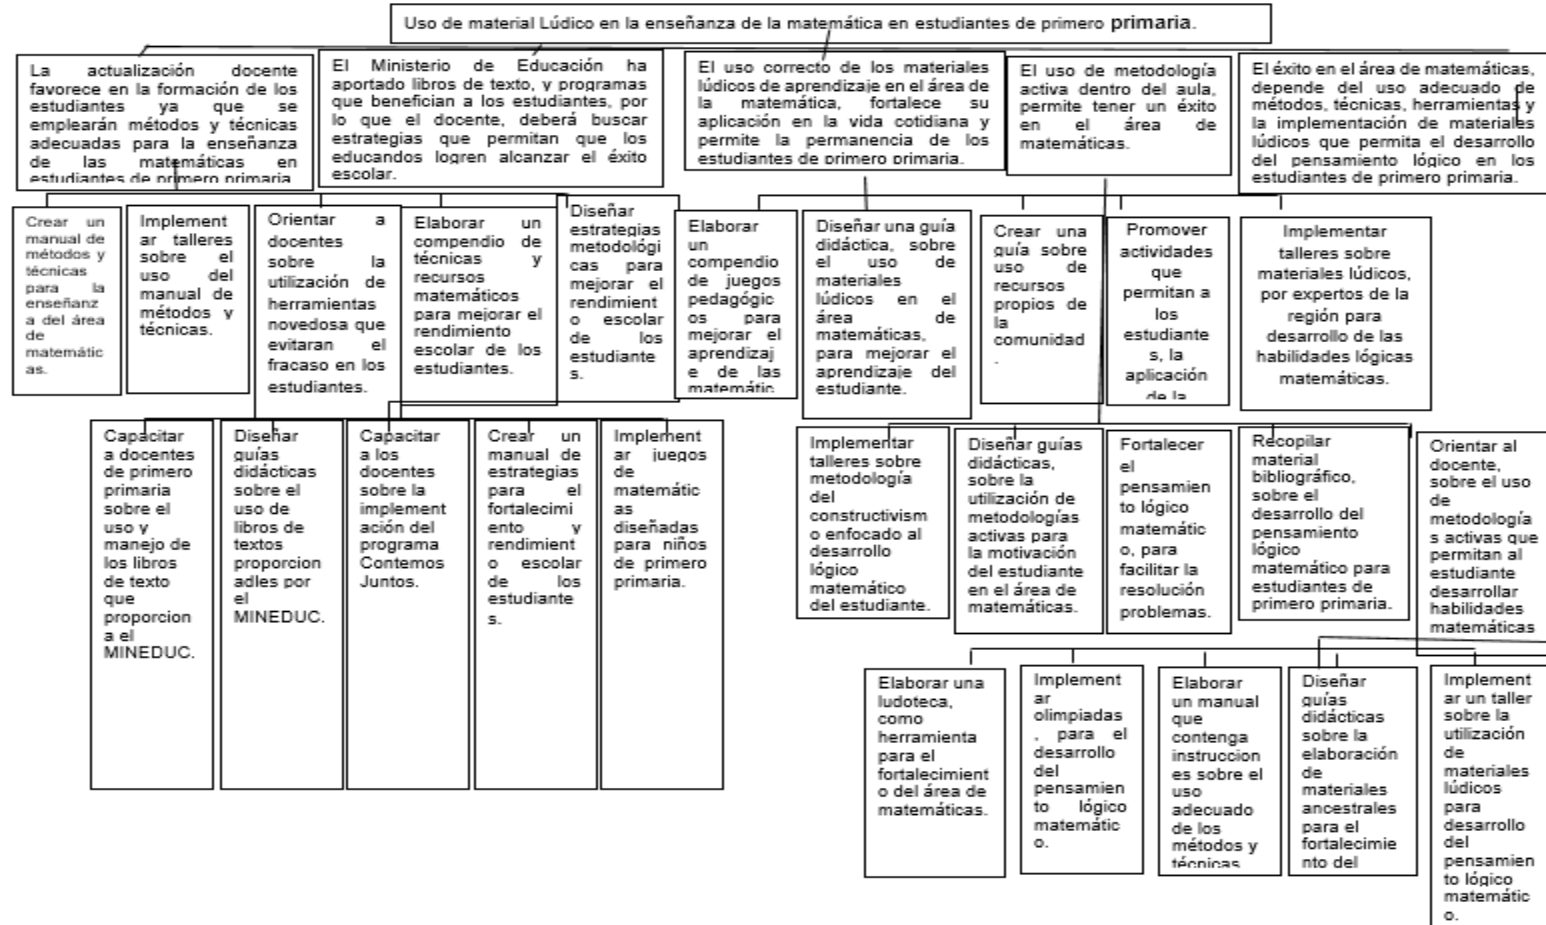 Uso de material Lúdico en la enseñanza de la matemática en estudiantes de primero primaria.
La actualización docente
favorece en la formación de los
estudiantes ya que se
emplearán métodos y técnicas
adecuadas para la enseñanza
de las matemáticas en
estudiantes de primero primaria
El Ministerio de Educación ha
aportado libros de texto, y programas
que benefician a los estudiantes, por
lo que el docente, deberá buscar
estrategias que permitan que los
educandos logren alcanzar el éxito
escolar.
El uso correcto de los materiales
lúdicos de aprendizaje en el área de
la matemática, fortalece su
aplicación en la vida cotidiana y
permite la permanencia de los
estudiantes de primero primaria.
El uso de metodología
activa dentro del aula,
permite tener un éxito
en el área de
matemáticas.
El éxito en el área de matemáticas,
depende del uso adecuado de
métodos, técnicas, herramientas y
la implementación de materiales
lúdicos que permita el desarrollo
del pensamiento lógico en los
estudiantes de primero primaria.
Crear un
manual de
métodos y
técnicas
para la
enseñanz
a del área
de
matemátic
as.
Implement
ar talleres
sobre el
uso del
manual de
métodos y
técnicas.
Orientar a
docentes
sobre la
utilización de
herramientas
novedosa que
evitaran el
fracaso en los
estudiantes.
Elaborar un
compendio de
técnicas y
recursos
matemáticos
para mejorar el
rendimiento
escolar de los
estudiantes.
Diseñar
estrategias
metodológi
cas para
mejorar el
rendimient
o escolar
de los
estudiante
s.
Elaborar
un
compendio
de juegos
pedagógic
os para
mejorar el
aprendizaj
e de las
matemátic
Diseñar una guía
didáctica, sobre
el uso de
materiales
lúdicos en el
área de
matemáticas,
para mejorar el
aprendizaje del
estudiante.
Crear una
guía sobre
uso de
recursos
propios de
la
comunidad
.
Promover
actividades
que
permitan a
los
estudiante
s, la
aplicación
de la
Implementar
talleres sobre
materiales lúdicos,
por expertos de la
región para
desarrollo de las
habilidades lógicas
matemáticas.
Capacitar
a docentes
de primero
primaria
sobre el
uso y
manejo de
los libros
de texto
que
proporcion
a el
MINEDUC.
Diseñar
guías
didácticas
sobre el
uso de
libros de
textos
proporcion
adles por
el
MINEDUC.
Capacitar
a los
docentes
sobre la
implement
ación del
programa
Contemos
Juntos.
Crear un
manual de
estrategias
para el
fortalecimi
ento y
rendimient
o escolar
de los
estudiante
s.
Implement
ar juegos
de
matemátic
as
diseñadas
para niños
de primero
primaria.
Implementar
talleres sobre
metodología
del
constructivism
o enfocado al
desarrollo
lógico
matemático
del estudiante.
Diseñar guías
didácticas,
sobre la
utilización de
metodologías
activas para
la motivación
del estudiante
en el área de
matemáticas.
Fortalecer
el
pensamien
to lógico
matemátic
o, para
facilitar la
resolución
problemas.
Recopilar
material
bibliográfico,
sobre el
desarrollo del
pensamiento
lógico
matemático para
estudiantes de
primero primaria.
Orientar al
docente,
sobre el uso
de
metodología
s activas que
permitan al
estudiante
desarrollar
habilidades
matemáticas
Elaborar una
ludoteca,
como
herramienta
para el
fortalecimient
o del área de
matemáticas.
Implement
ar
olimpiadas
, para el
desarrollo
del
pensamien
to lógico
matemátic
o.
Elaborar
un manual
que
contenga
instruccion
es sobre el
uso
adecuado
de los
métodos y
técnicas
Diseñar
guías
didácticas
sobre la
elaboración
de
materiales
ancestrales
para el
fortalecimie
nto del
Implement
ar un taller
sobre la
utilización
de
materiales
lúdicos
para
desarrollo
del
pensamien
to lógico
matemátic
o.